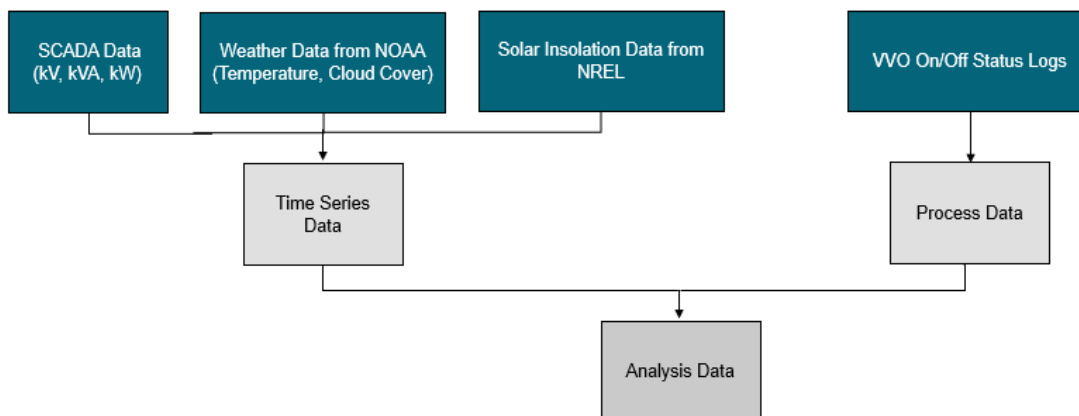 SCADA Data
(kV, kVA, kW)
Weather Data from NOAA
(Temperature, Cloud Cover)
Solar Insolation Data from
NREL
VVO On/Off Status Logs
Time Series
Data
Process Data
Analysis Data